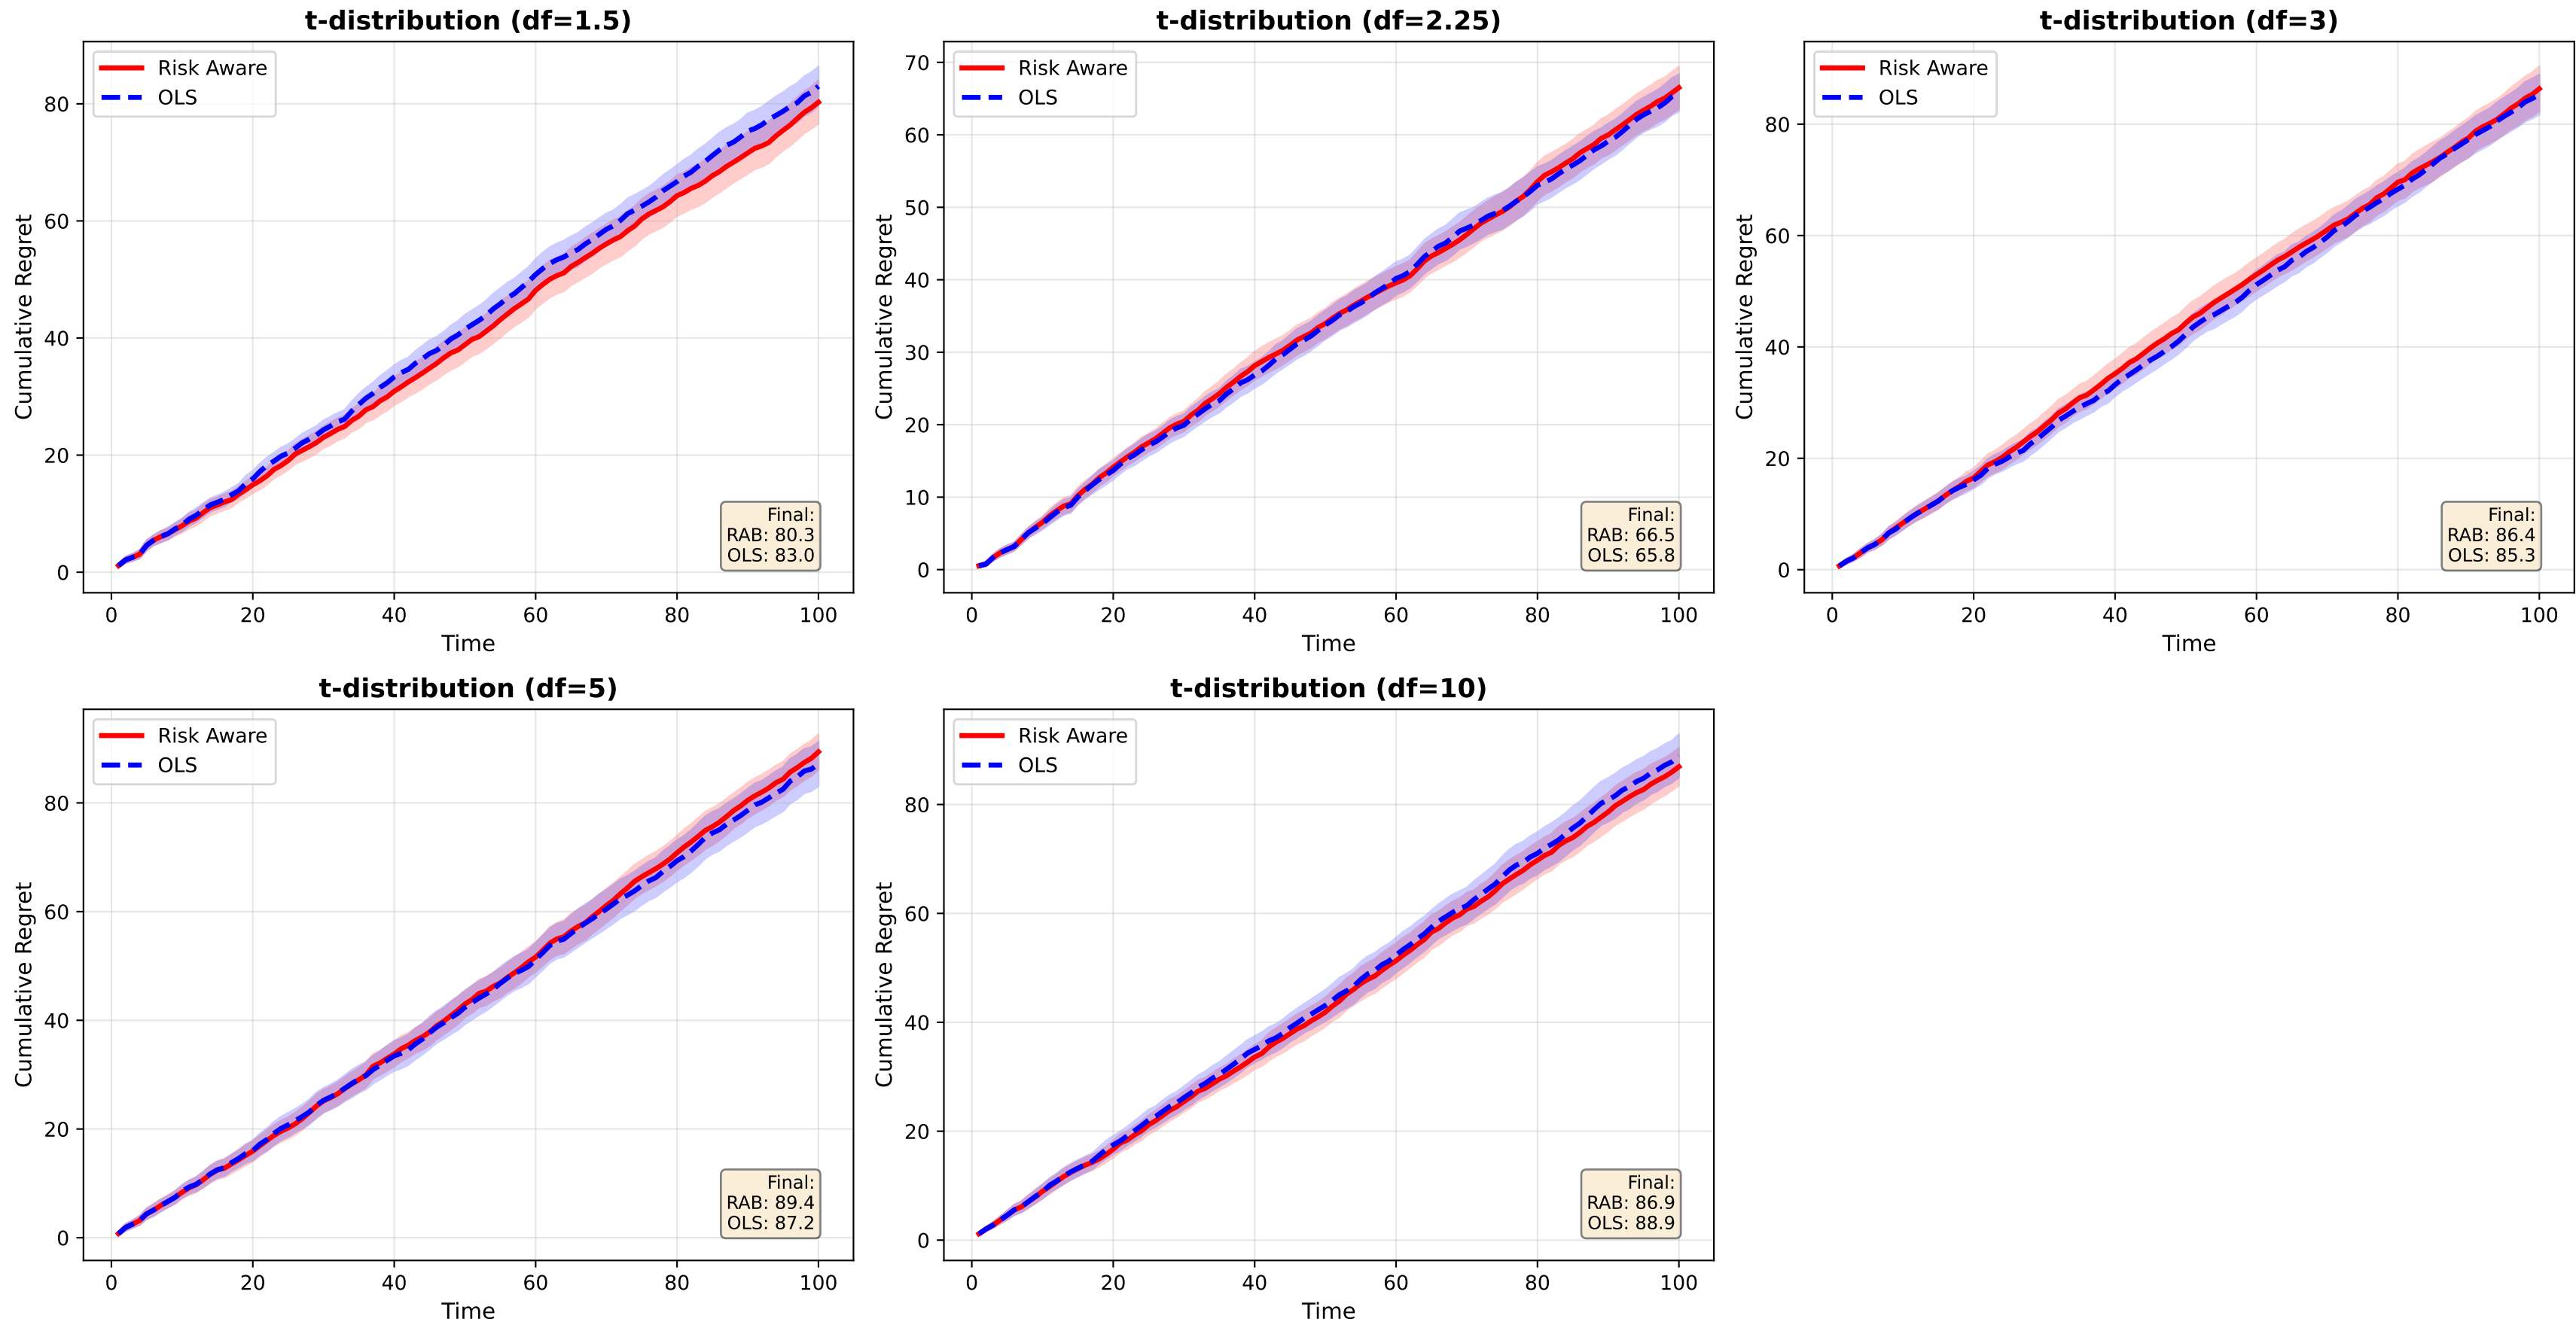 t-distribution (df=1.5)
Risk Aware
OLS
Cumulative Regret
80
60
40
20
0
Final:
RAB: 80.3
OLS: 83.0
0 20 40 60 80 100
Time
t-distribution (df=2.25)
Risk Aware
OLS
Cumulative Regret
70
60
50
40
30
20
10
0
Final:
RAB: 66.5
OLS: 65.8
0 20 40 60 80 100
Time
t-distribution (df=3)
Risk Aware
OLS
Cumulative Regret
80
60
40
20
0
Final:
RAB: 86.4
OLS: 85.3
0 20 40 60 80 100
Time
t-distribution (df=5)
Risk Aware
OLS
Cumulative Regret
80
60
40
20
0
Final:
RAB: 89.4
OLS: 87.2
0 20 40 60 80 100
Time
t-distribution (df=10)
Risk Aware
OLS
Cumulative Regret
80
60
40
20
0
Final:
RAB: 86.9
OLS: 88.9
0 20 40 60 80 100
Time